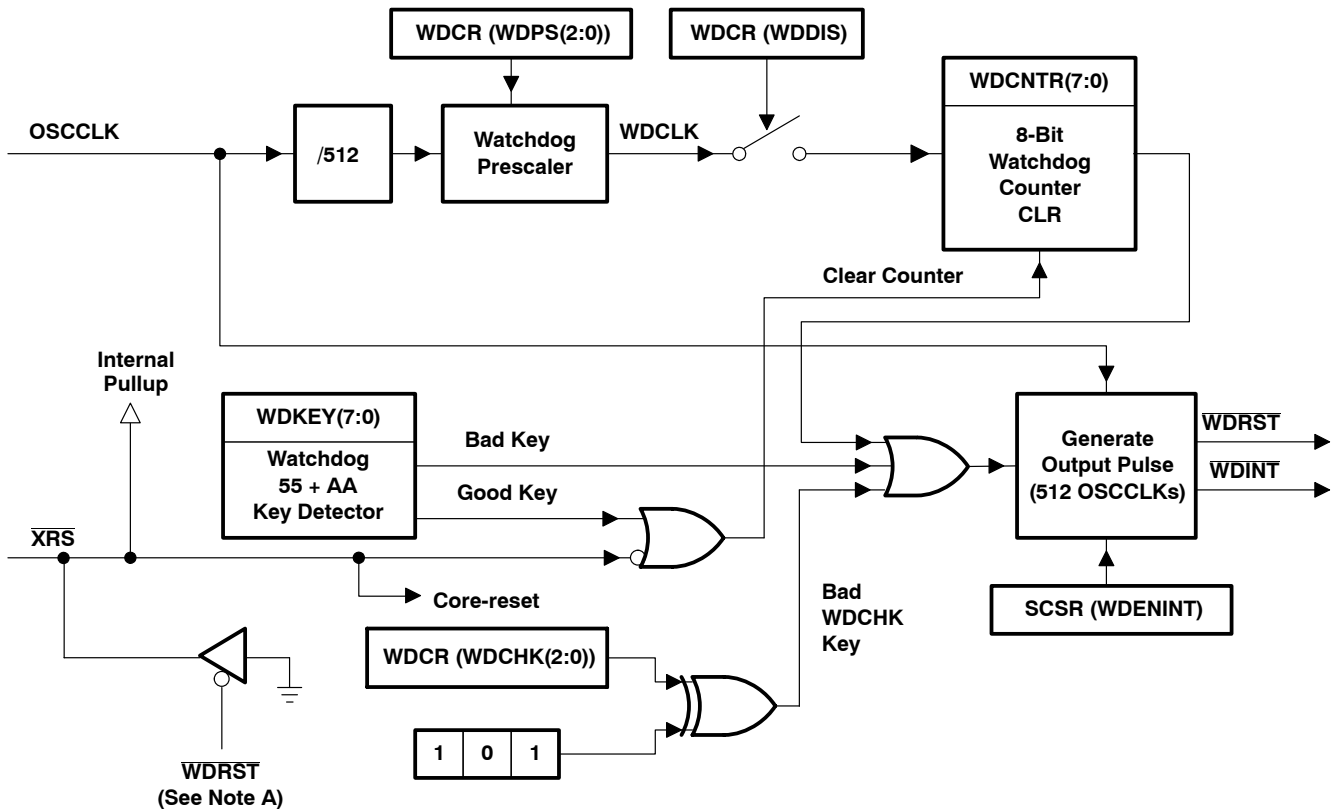 WDCR (WDPS(2:0))
WDCR (WDDIS)
WDCNTR(7:0)
OSCCLK
/512
Watchdog
Prescaler
WDCLK
8-Bit
Watchdog
Counter
CLR
Clear Counter
Internal
Pullup
WDKEY(7:0)
Watchdog
55 + AA
Key Detector
Bad Key
Good Key
Generate
Output Pulse
(512 OSCCLKs)
WDRST
WDINT
XRS
Core-reset
SCSR (WDENINT)
Bad
WDCHK
Key
WDCR (WDCHK(2:0))
1 0 1
WDRST
(See Note A)